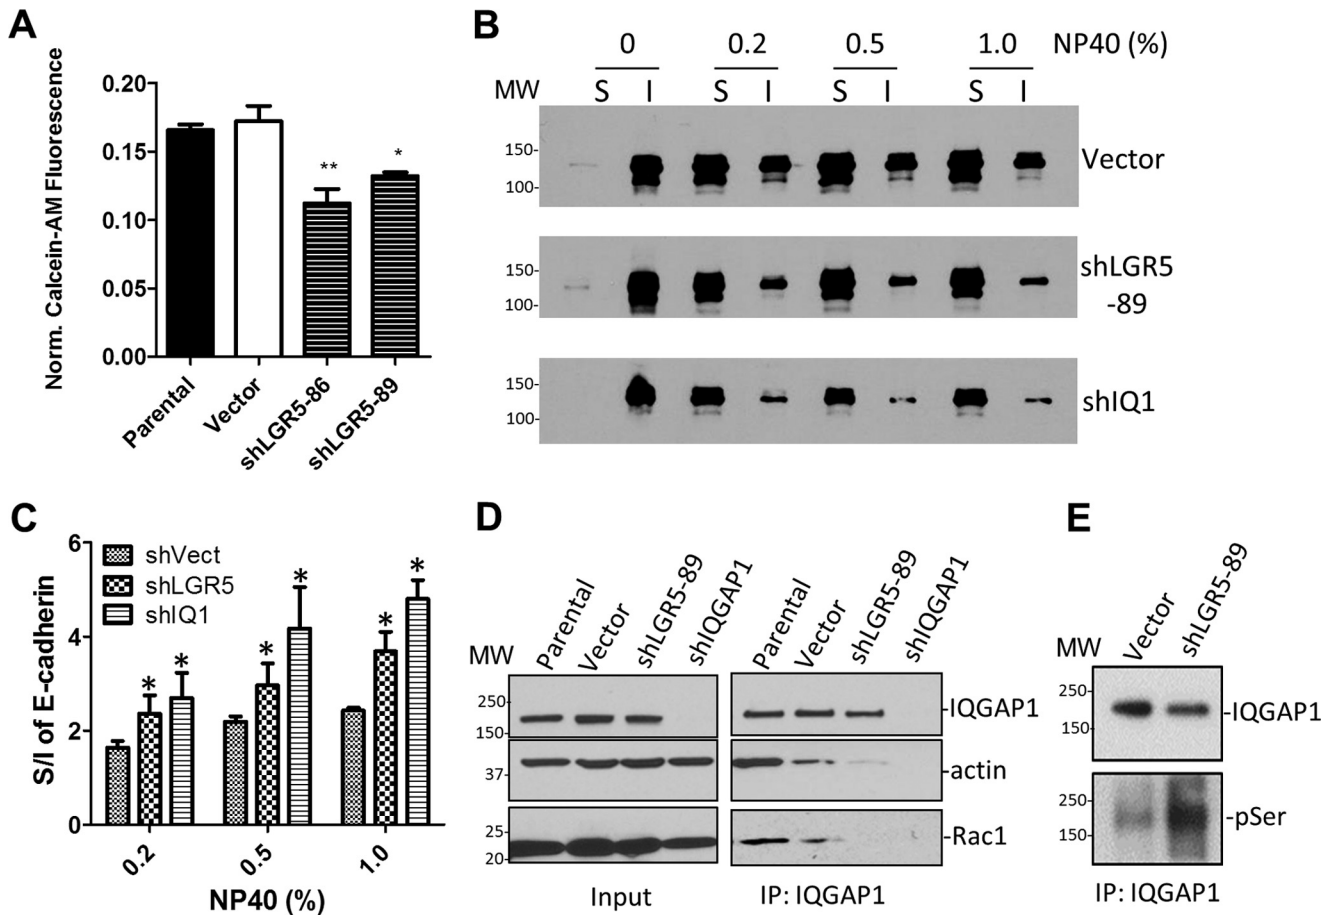 A
Norm. Calcein-AM Fluorescence
0.20
0.15
0.10
0.05
0.00
**
*
Parental
Vector
shLGR5-86
shLGR5-89
B
0 0.2 0.5 1.0 NP40 (%)
MW S I S I S I S I
150-
100-
Vector
150-
100-
shLGR5
-89
150-
100-
shIQ1
C
S/I of E-cadherin
6
4
2
0
shVect
shLGR5
shIQ1
* * * * * *
0.2 0.5 1.0
NP40 (%)
D
MW Parental Vector shLGR5-89 shIQGAP1 Parental Vector shLGR5-89 shIQGAP1
250-
150-
-IQGAP1
37-
-actin
25-
20-
-Rac1
Input IP: IQGAP1
E
MW Vector shLGR5-89
250-
150-
-IQGAP1
250-
150-
-pSer
IP: IQGAP1